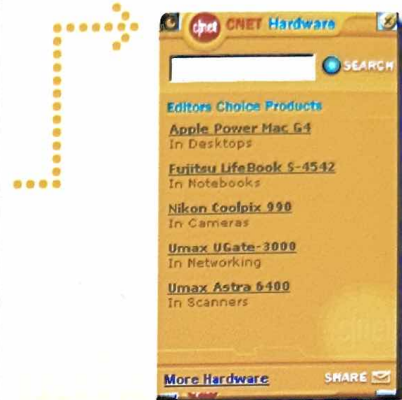 cjnet CNET Hardware
SEARCH
Editors Choice Products
Apple Power Mac G4
In Desktops
Fujitsu LifeBook S-4542
In Notebooks
Nikon Coolpix 990
In Cameras
Umax UGate-3000
In Networking
Umax Astra 6400
In Scanners
More Hardware SHARE